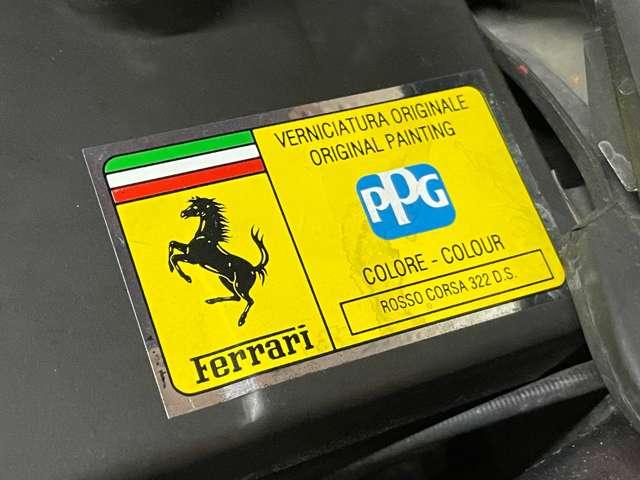 VERNICIATURA ORIGINALE
ORIGINAL PAINTING
PPG
COLORE - COLOUR
ROSSO CORSA 322 D.S.
Ferrari